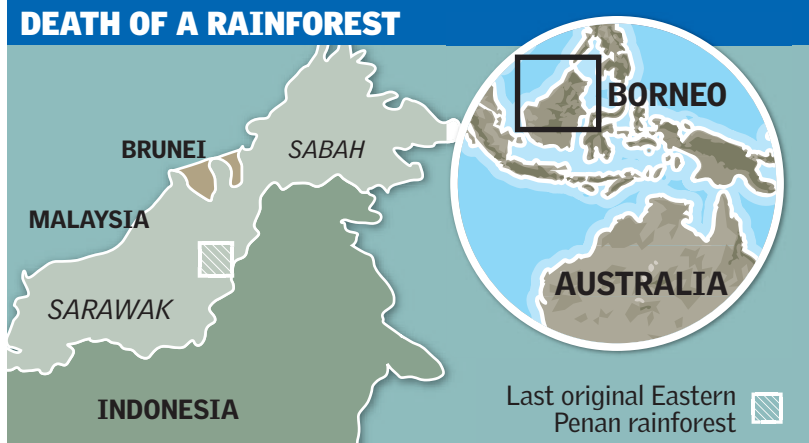 DEATH OF A RAINFOREST
BORNEO
BRUNEI
SABAH
MALAYSIA
AUSTRALIA
SARAWAK
INDONESIA
Last original Eastern
Penan rainforest